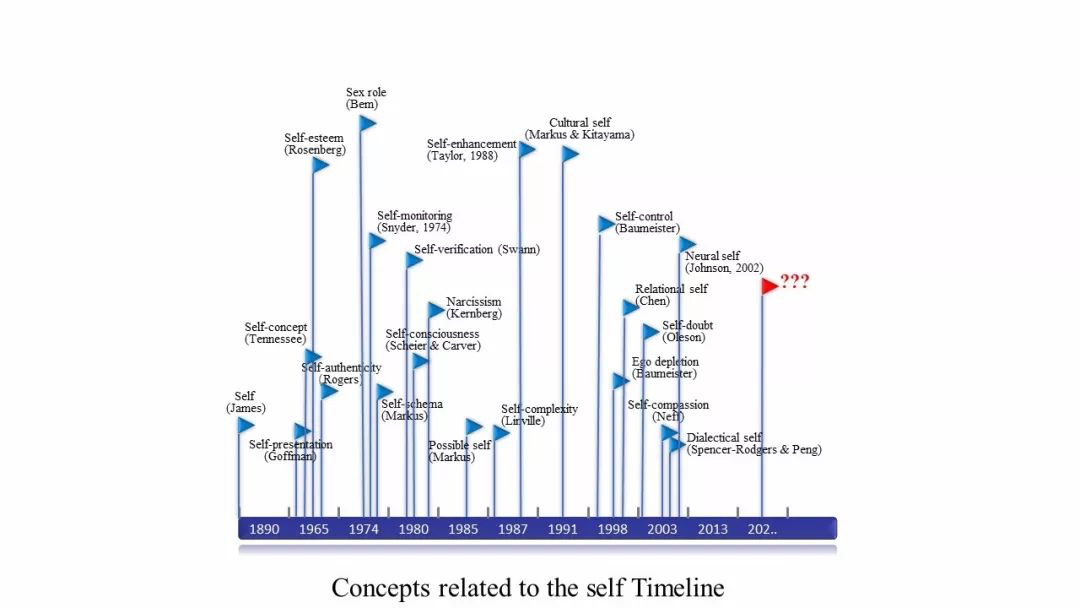 Sex role
(Bem)
Self-esteem
(Rosenberg)
Self-enhancement
(Taylor, 1988)
Cultural self
(Markus & Kitayama)
Self-monitoring
(Snyder, 1974)
Self-verification (Swann)
Self-control
(Baumeister)
Neural self
(Johnson, 2002)
???
Relational self
(Chen)
Narcissism
(Kernberg)
Self-concept
(Tennessee)
Self-consciousness
(Scheier & Carver)
Self-doubt
(Oleson)
Self-authenticity
(Rogers)
Ego depletion
(Baumeister)
Self
(James)
Self-schema
(Markus)
Self-complexity
(Linville)
Self-compassion
(Neff)
Self-presentation
(Goffman)
Possible self
(Markus)
Dialectical self
(Spencer-Rodgers & Peng)
1890 1965 1974 1980 1985 1987 1991 1998 2003 2013 202..
Concepts related to the self Timeline